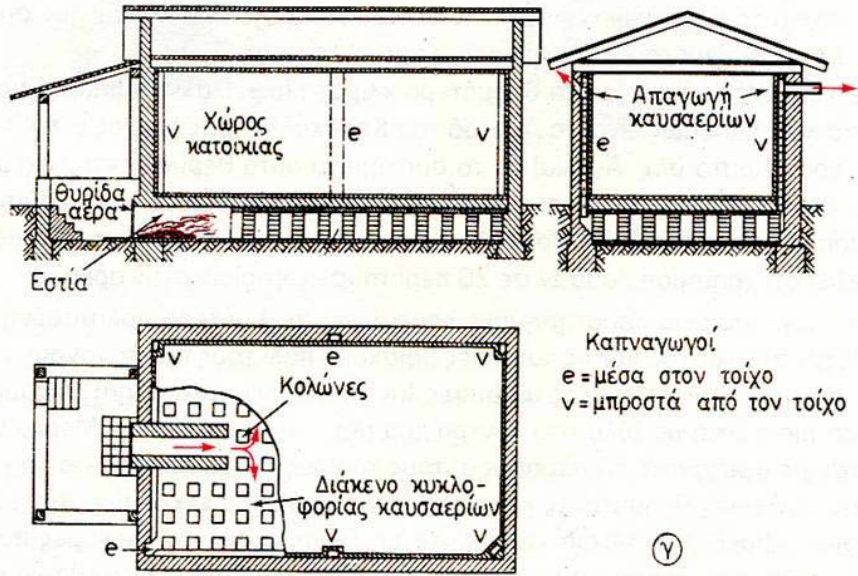 Χώρος
κατοικίας
v
e
v
Απαγωγή
καυσαερίων
e
v
Θυρίδα
αέρα
Εστία
v
e
v
Κολώνες
Διάκενο κυκλο-
φορίας καυσαερίων
e
v
v
Καπναγωγοί
e = μέσα στον τοίχο
v = μπροστά από τον τοίχο
γ